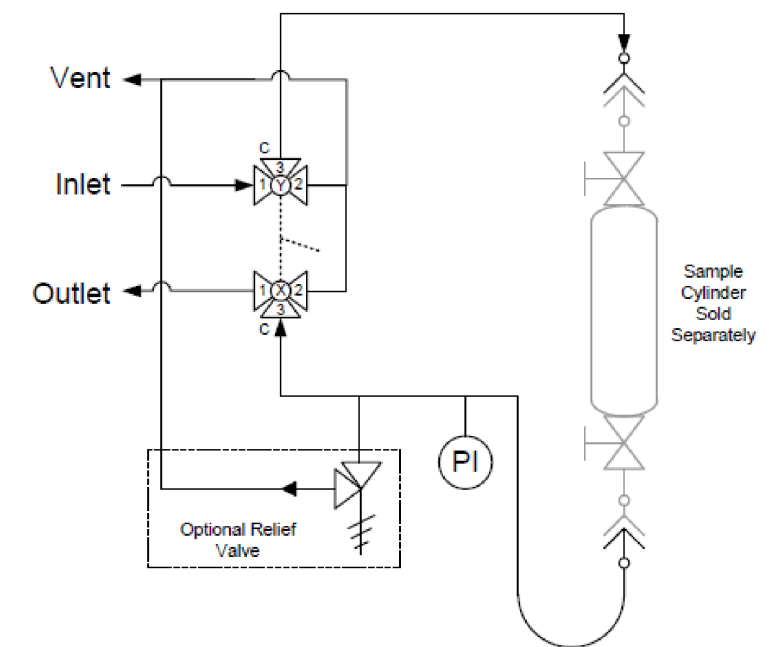 Vent
C
3
Inlet
1 Y 2
Outlet
1 X 2
3
C
Sample
Cylinder
Sold
Separately
PI
Optional Relief
Valve